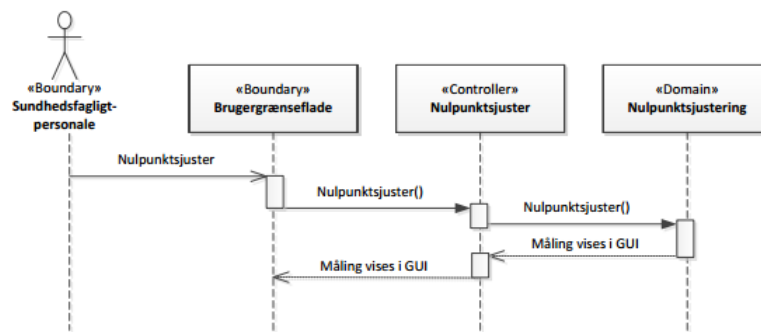 «Boundary»
Sundhedsfagligt-
personale
«Boundary»
Brugergrænseflade
«Controller»
Nulpunktsjuster
«Domain»
Nulpunktsjustering
Nulpunktsjuster
Nulpunktsjuster()
Nulpunktsjuster()
Måling vises i GUI
Måling vises i GUI